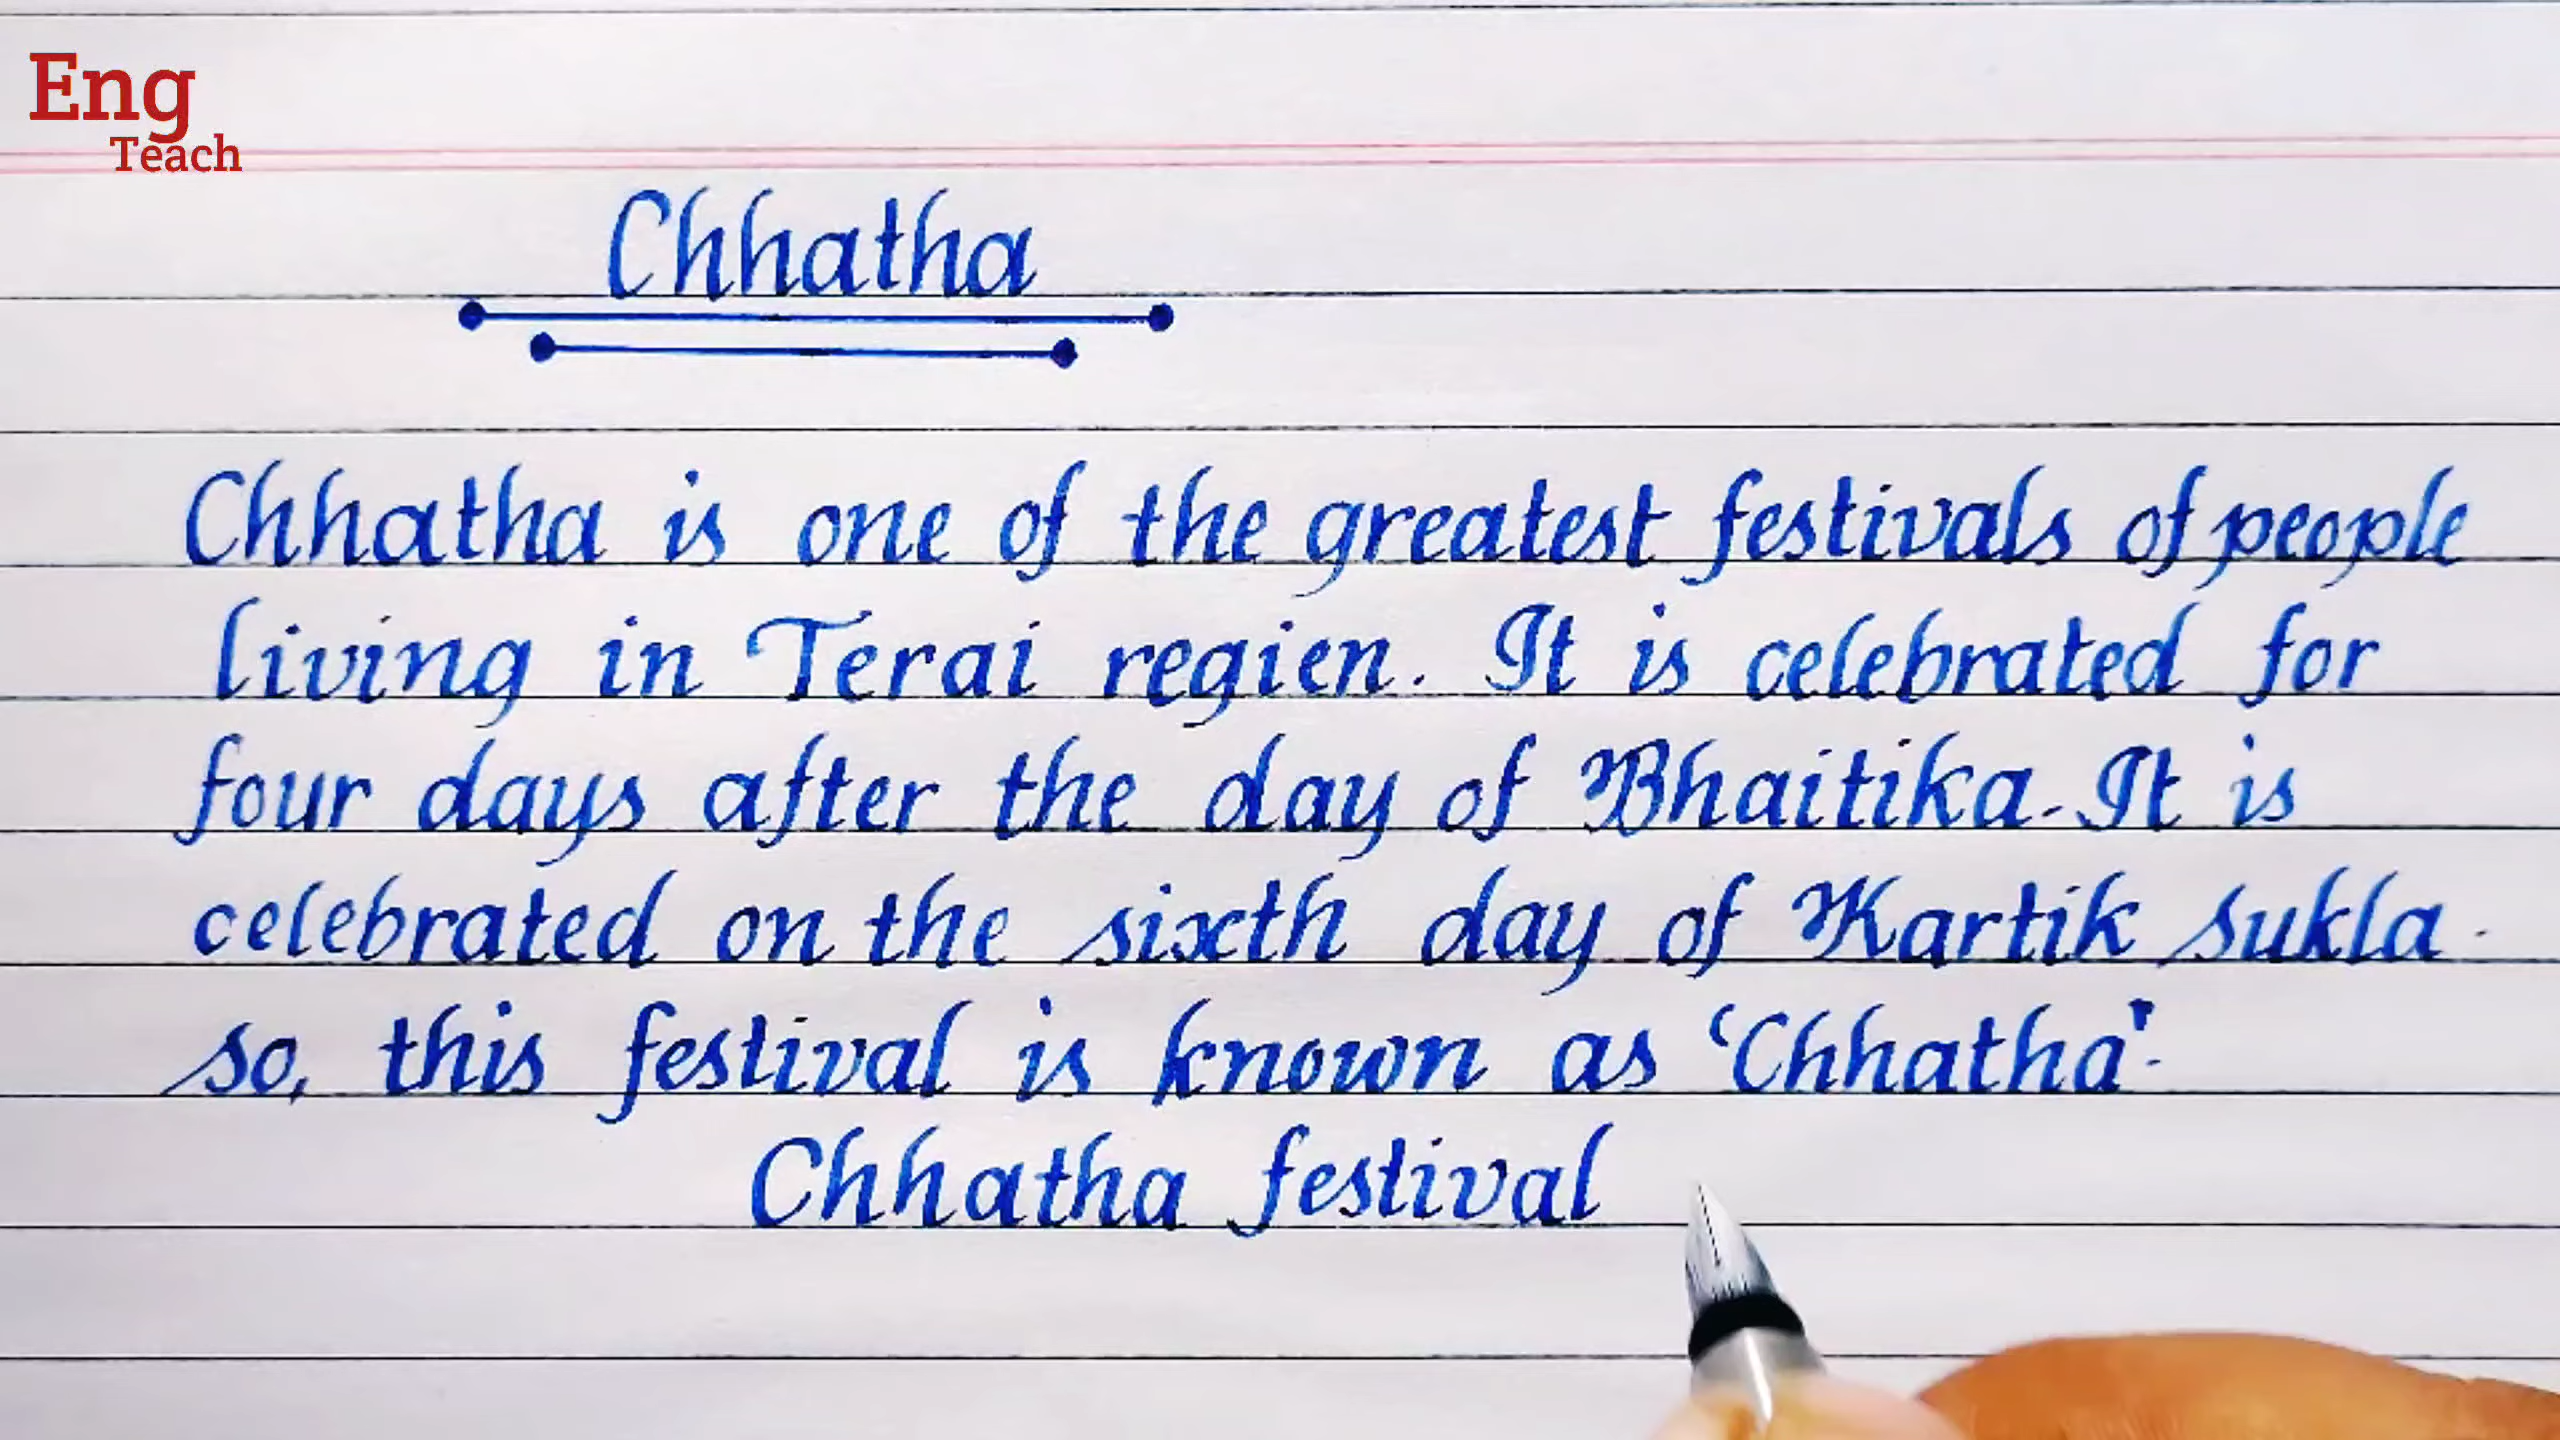 Eng
Teach
Chhatha
Chhatha is one of the greatest festivals of people
living in Terai regien. It is celebrated for
four days after the day of Bhaitika. It is
celebrated on the sixth day of Kartik sukla.
so, this festival is known as 'Chhatha'.
Chhatha festival